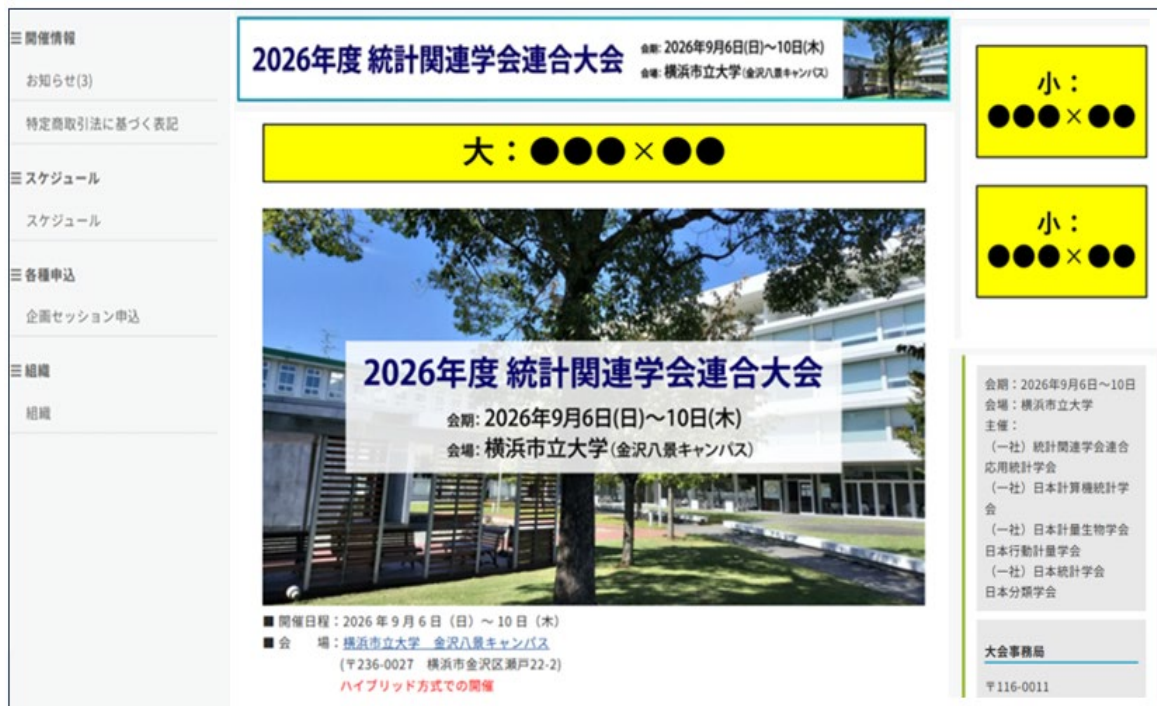 ☰ 開催情報
お知らせ(3)
特定商取引法に基づく表記
☰ スケジュール
スケジュール
☰ 各種申込
企画セッション申込
☰ 組織
組織
2026年度 統計関連学会連合大会
会期: 2026年9月6日(日)～10日(木)
会場: 横浜市立大学(金沢八景キャンパス)
大：●●●×●●
2026年度 統計関連学会連合大会
会期: 2026年9月6日(日)～10日(木)
会場: 横浜市立大学(金沢八景キャンパス)
■ 開催日程：2026 年 9 月 6 日（日）～ 10 日（木）
■ 会　　場：横浜市立大学　金沢八景キャンパス
(〒236-0027　横浜市金沢区瀬戸22-2)
ハイブリッド方式での開催
小：
●●●×●●
小：
●●●×●●
会期：2026年9月6日～10日
会場：横浜市立大学
主催：
（一社）統計関連学会連合
応用統計学会
（一社）日本計算機統計学
会
（一社）日本計量生物学会
日本行動計量学会
（一社）日本統計学会
日本分類学会
大会事務局
〒116-0011